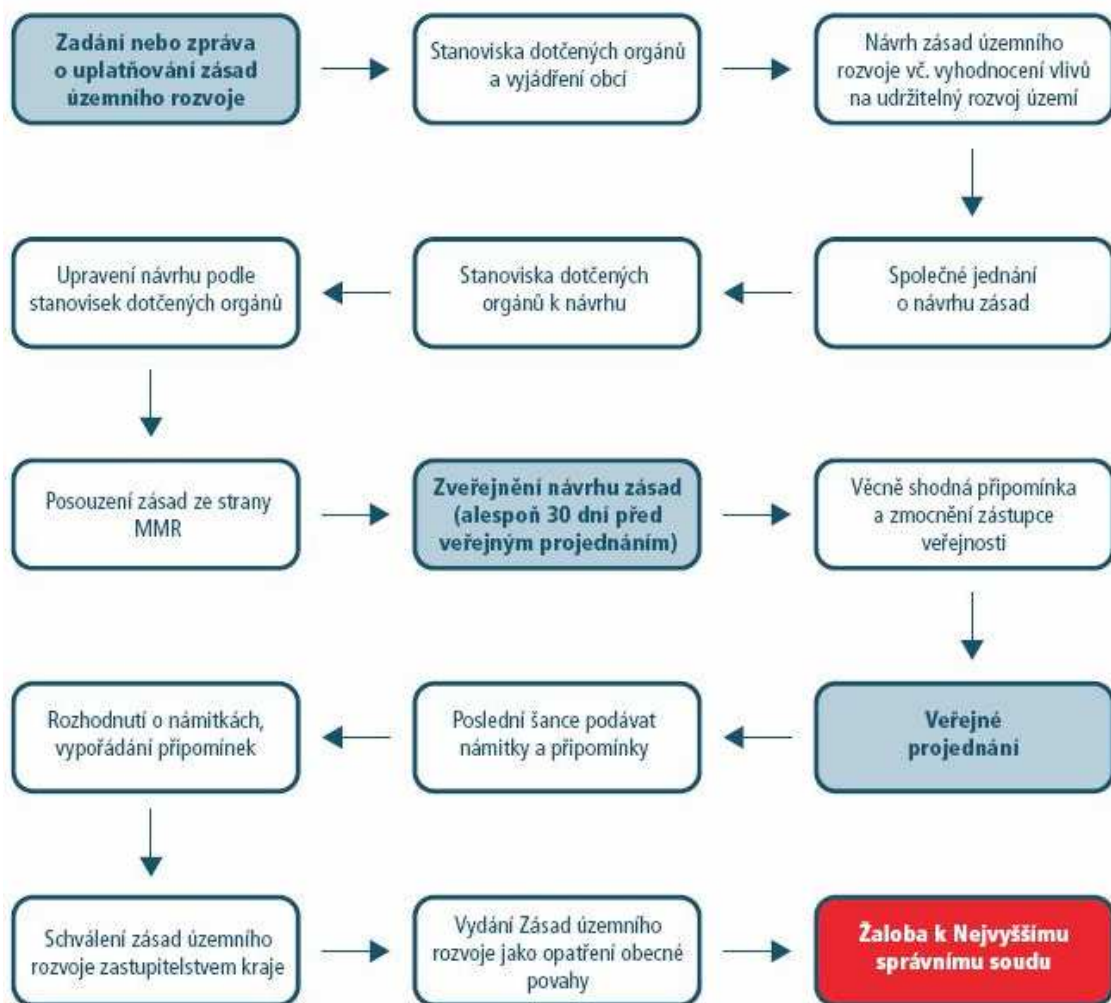 Zadání nebo zpráva
o uplatňování zásad
územního rozvoje
Stanoviska dotčených orgánů
a vyjádření obcí
Návrh zásad územního
rozvoje vč. vyhodnocení vlivů
na udržitelný rozvoj území
Společné jednání
o návrhu zásad
Stanoviska dotčených
orgánů k návrhu
Upravení návrhu podle
stanovisek dotčených orgánů
Posouzení zásad ze strany
MMR
Zveřejnění návrhu zásad
(alespoň 30 dní před
veřejným projednáním)
Věcně shodná připomínka
a zmocnění zástupce
veřejnosti
Veřejné
projednání
Poslední šance podávat
námitky a připomínky
Rozhodnutí o námitkách,
vypořádání připomínek
Schválení zásad územního
rozvoje zastupitelstvem kraje
Vydání Zásad územního
rozvoje jako opatření obecné
povahy
Žaloba k Nejvyššímu
správnímu soudu